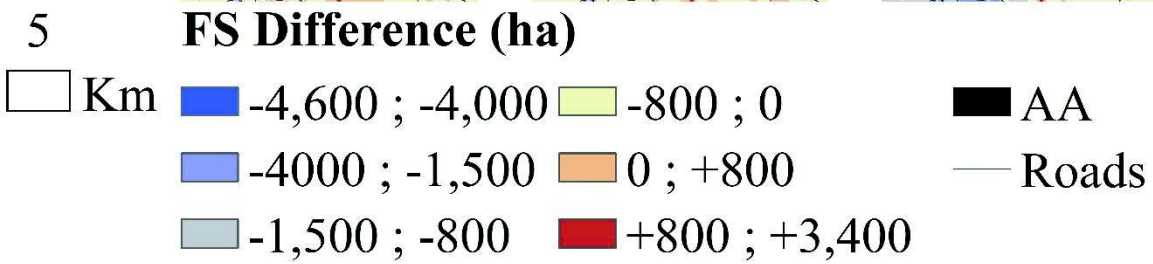 5 FS Difference (ha)
Km -4,600 ; -4,000 -800 ; 0 AA
-4000 ; -1,500 0 ; +800 Roads
-1,500 ; -800 +800 ; +3,400